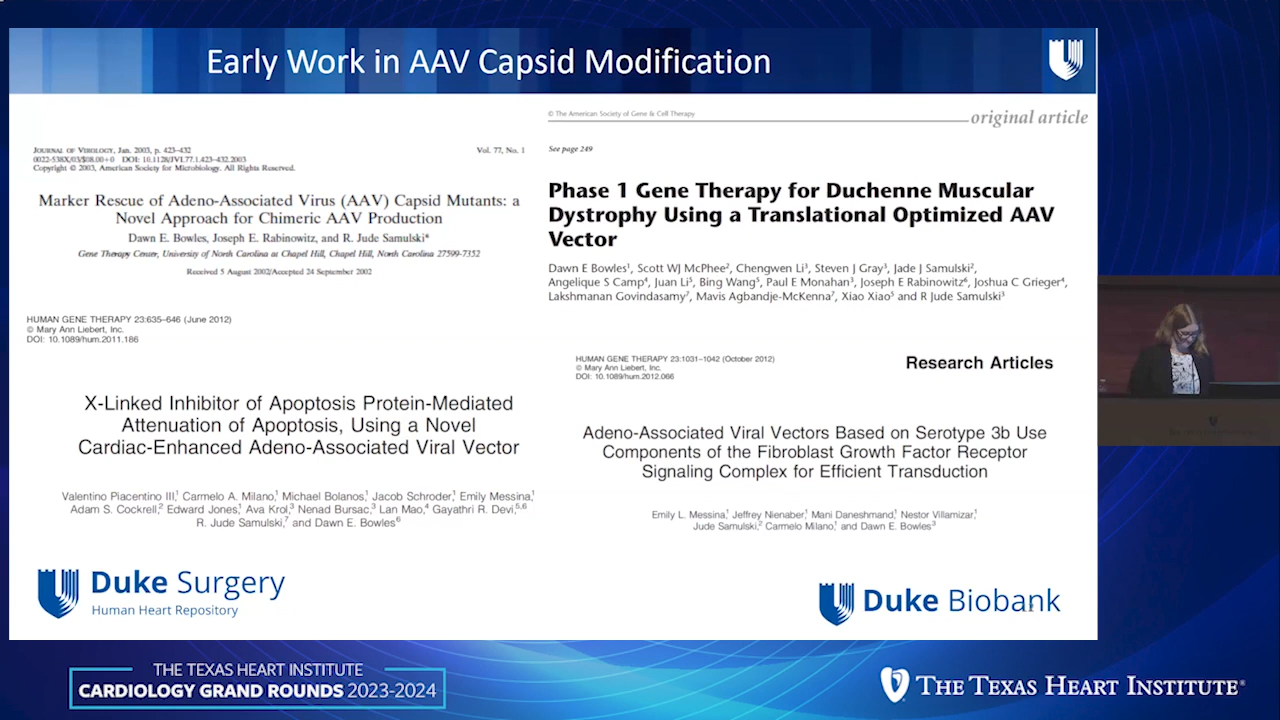 Early Work in AAV Capsid Modification
JOURNAL OF VIROLOGY, Jan. 2003, p. 423–432
Vol. 77, No. 1
0022-538X/03/$08.00+0 DOI: 10.1128/JVI.77.1.423–432.2003
Copyright © 2003, American Society for Microbiology. All Rights Reserved.
Marker Rescue of Adeno-Associated Virus (AAV) Capsid Mutants: a
Novel Approach for Chimeric AAV Production
Dawn E. Bowles, Joseph E. Rabinowitz, and R. Jude Samulski*
Gene Therapy Center, University of North Carolina at Chapel Hill, Chapel Hill, North Carolina 27599-7352
Received 5 August 2002/Accepted 24 September 2002
© The American Society of Gene & Cell Therapy
original article
See page 249
Phase 1 Gene Therapy for Duchenne Muscular
Dystrophy Using a Translational Optimized AAV
Vector
Dawn E Bowles¹, Scott WJ McPhee², Chengwen Li³, Steven J Gray³, Jade J Samulski²,
Angelique S Camp⁴, Juan Li⁵, Bing Wang⁵, Paul E Monahan³, Joseph E Rabinowitz⁶, Joshua C Grieger⁴,
Lakshmanan Govindasamy⁷, Mavis Agbandje-McKenna⁷, Xiao Xiao⁵ and R Jude Samulski³
HUMAN GENE THERAPY 23:635–646 (June 2012)
© Mary Ann Liebert, Inc.
DOI: 10.1089/hum.2011.186
X-Linked Inhibitor of Apoptosis Protein-Mediated
Attenuation of Apoptosis, Using a Novel
Cardiac-Enhanced Adeno-Associated Viral Vector
Valentino Piacentino III,¹ Carmelo A. Milano,¹ Michael Bolanos,¹ Jacob Schroder,¹ Emily Messina,¹
Adam S. Cockrell,² Edward Jones,¹ Ava Krol,³ Nenad Bursac,³ Lan Mao,⁴ Gayathri R. Devi,⁵,⁶
R. Jude Samulski,⁷ and Dawn E. Bowles⁶
HUMAN GENE THERAPY 23:1031–1042 (October 2012)
© Mary Ann Liebert, Inc.
DOI: 10.1089/hum.2012.066
Research Articles
Adeno-Associated Viral Vectors Based on Serotype 3b Use
Components of the Fibroblast Growth Factor Receptor
Signaling Complex for Efficient Transduction
Emily L. Messina,¹ Jeffrey Nienaber,¹ Mani Daneshmand,¹ Nestor Villamizar,¹
Jude Samulski,² Carmelo Milano,¹ and Dawn E. Bowles³
Duke Surgery
Human Heart Repository
Duke Biobank
THE TEXAS HEART INSTITUTE
CARDIOLOGY GRAND ROUNDS 2023-2024
THE TEXAS HEART INSTITUTE®